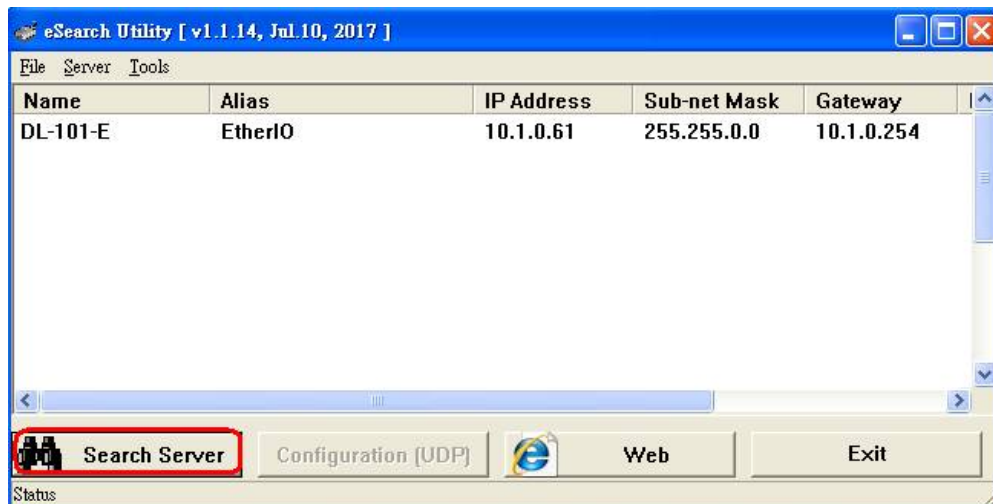 eSearch Utility [ v1.1.14, Jul.10, 2017 ]
File Server Tools
Name Alias IP Address Sub-net Mask Gateway
DL-101-E EtherIO 10.1.0.61 255.255.0.0 10.1.0.254
Search Server Configuration (UDP) Web Exit
Status